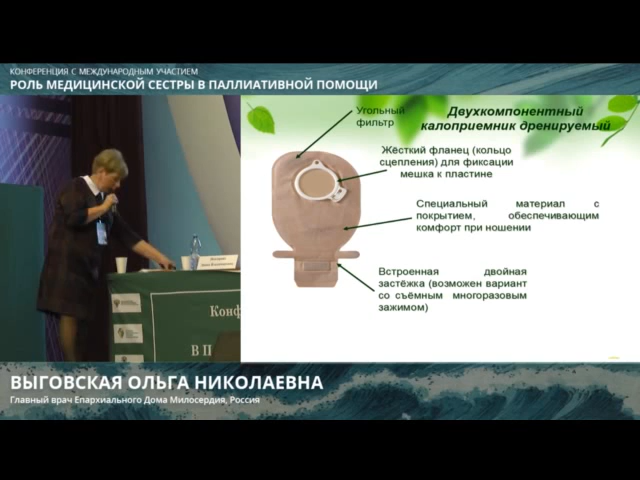 КОНФЕРЕНЦИЯ С МЕЖДУНАРОДНЫМ УЧАСТИЕМ
РОЛЬ МЕДИЦИНСКОЙ СЕСТРЫ В ПАЛЛИАТИВНОЙ ПОМОЩИ
Двухкомпонентный
калоприемник дренируемый
Угольный
фильтр
Жёсткий фланец (кольцо
сцепления) для фиксации
мешка к пластине
Специальный материал с
покрытием, обеспечивающим
комфорт при ношении
Встроенная двойная
застёжка (возможен вариант
со съёмным многоразовым
зажимом)
Конф
В П
ВЫГОВСКАЯ ОЛЬГА НИКОЛАЕВНА
Главный врач Епархиального Дома Милосердия, Россия